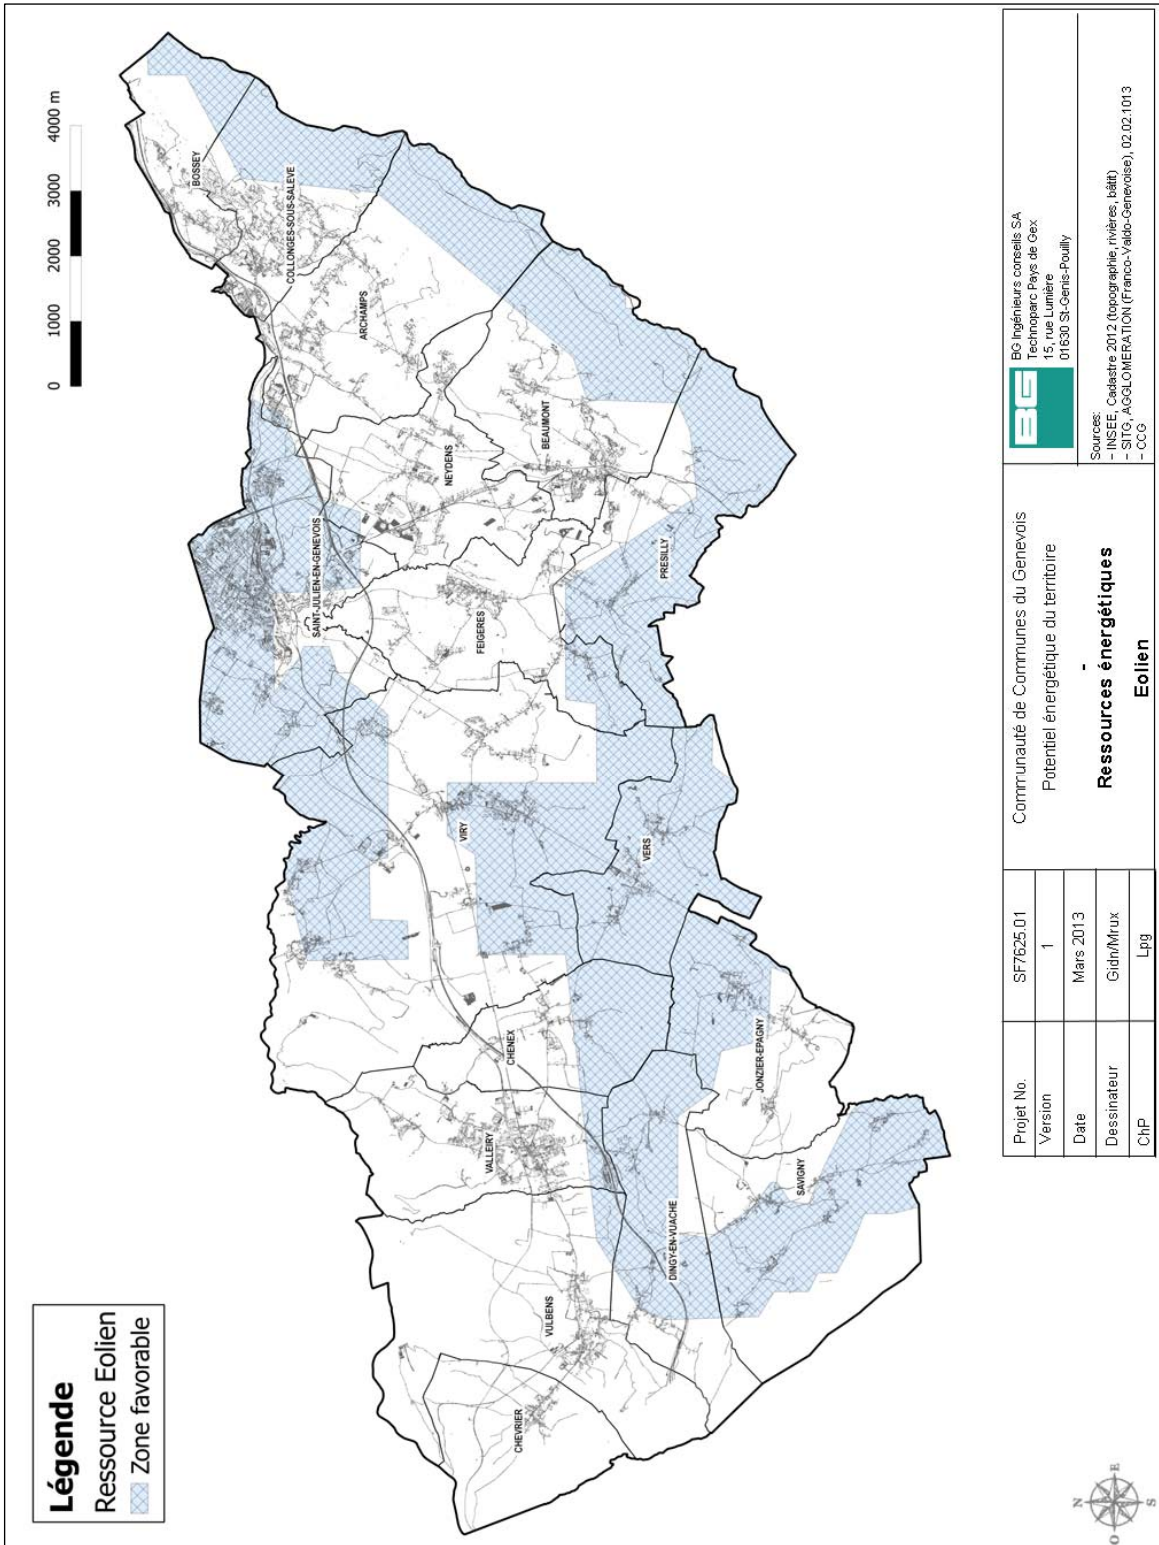 Légende
Ressource Eolien
Zone favorable
0 1000 2000 3000 4000 m
BOSSEY
COLLONGES-SOUS-SALEVE
ARCHAMPS
SAINT-JULIEN-EN-GENEVOIS
NEYDENS
BEAUMONT
FEIGERES
PRESILLY
VIRY
VERS
CHENEX
VALLEIRY
JONZIER-EPAGNY
SAVIGNY
DINGY-EN-VUACHE
VULBENS
CHEVRIER
N
O E
S
Projet No. SF7625.01
Version 1
Date Mars 2013
Dessinateur Gidn/Mrux
ChP Lpg
Communauté de Communes du Genevois
Potentiel énergétique du territoire
-
Ressources énergétiques
Eolien
BG
BG Ingénieurs conseils SA
Technoparc Pays de Gex
15, rue Lumière
01630 St-Genis-Pouilly
Sources:
- INSEE, Cadastre 2012 (topographie, rivières, bâtit)
- SITG, AGGLOMERATION (Franco-Valdo-Genevoise), 02.02.1013
- CCG